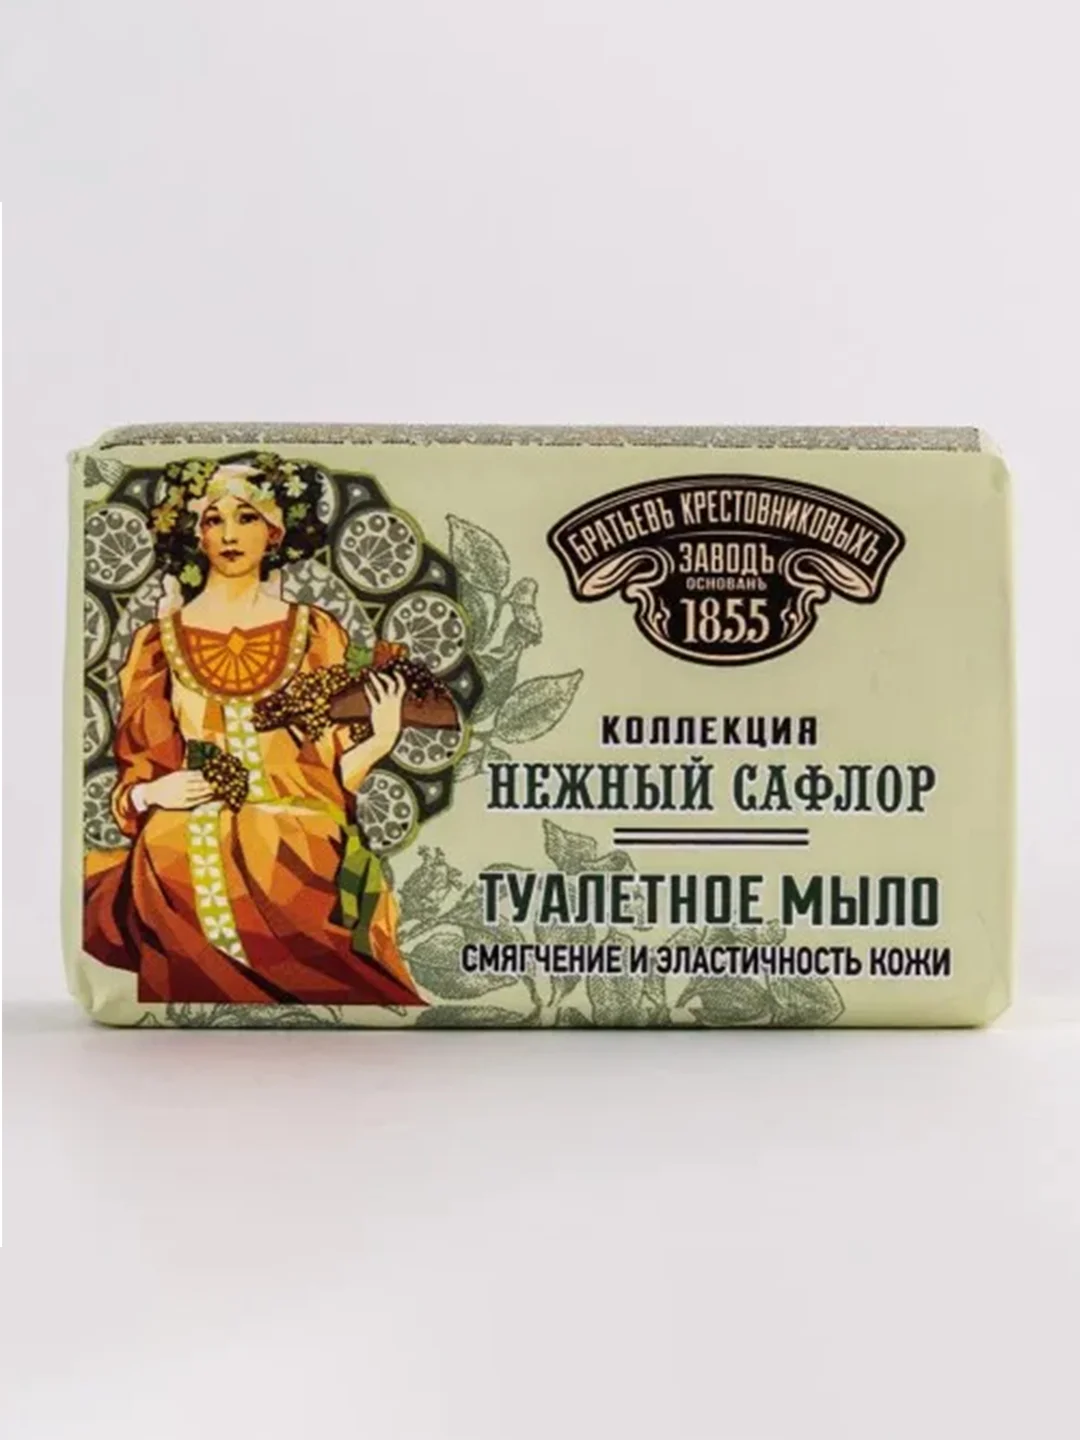 БРАТЬЕВЪ КРЕСТОВНИКОВЫХЪ
ЗАВОДЪ
ОСНОВАНЪ
1855
КОЛЛЕКЦИЯ
НЕЖНЫЙ САФЛОР
ТУАЛЕТНОЕ МЫЛО
СМЯГЧЕНИЕ И ЭЛАСТИЧНОСТЬ КОЖИ